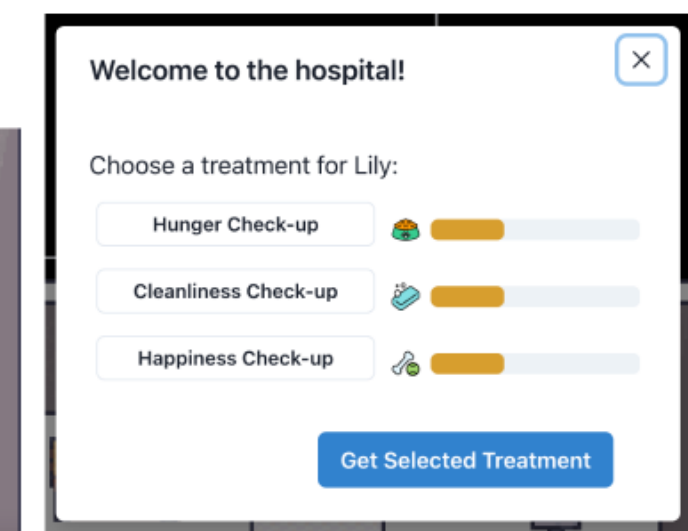 Welcome to the hospital!
Choose a treatment for Lily:
Hunger Check-up
Cleanliness Check-up
Happiness Check-up
Get Selected Treatment